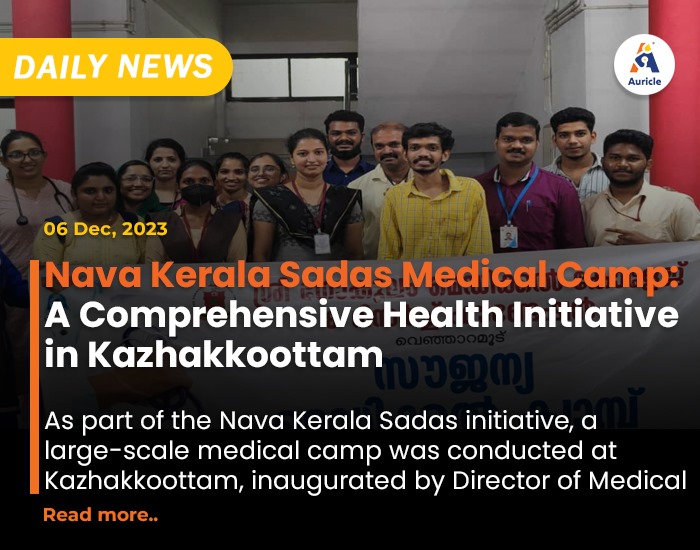 DAILY NEWS
Auricle
06 Dec, 2023
Nava Kerala Sadas Medical Camp:
A Comprehensive Health Initiative
in Kazhakkoottam
ശ്രീ
വെഞ്ഞാറമൂട്
സൗജന്യ
As part of the Nava Kerala Sadas initiative, a
large-scale medical camp was conducted at
Kazhakkoottam, inaugurated by Director of Medical
Read more..